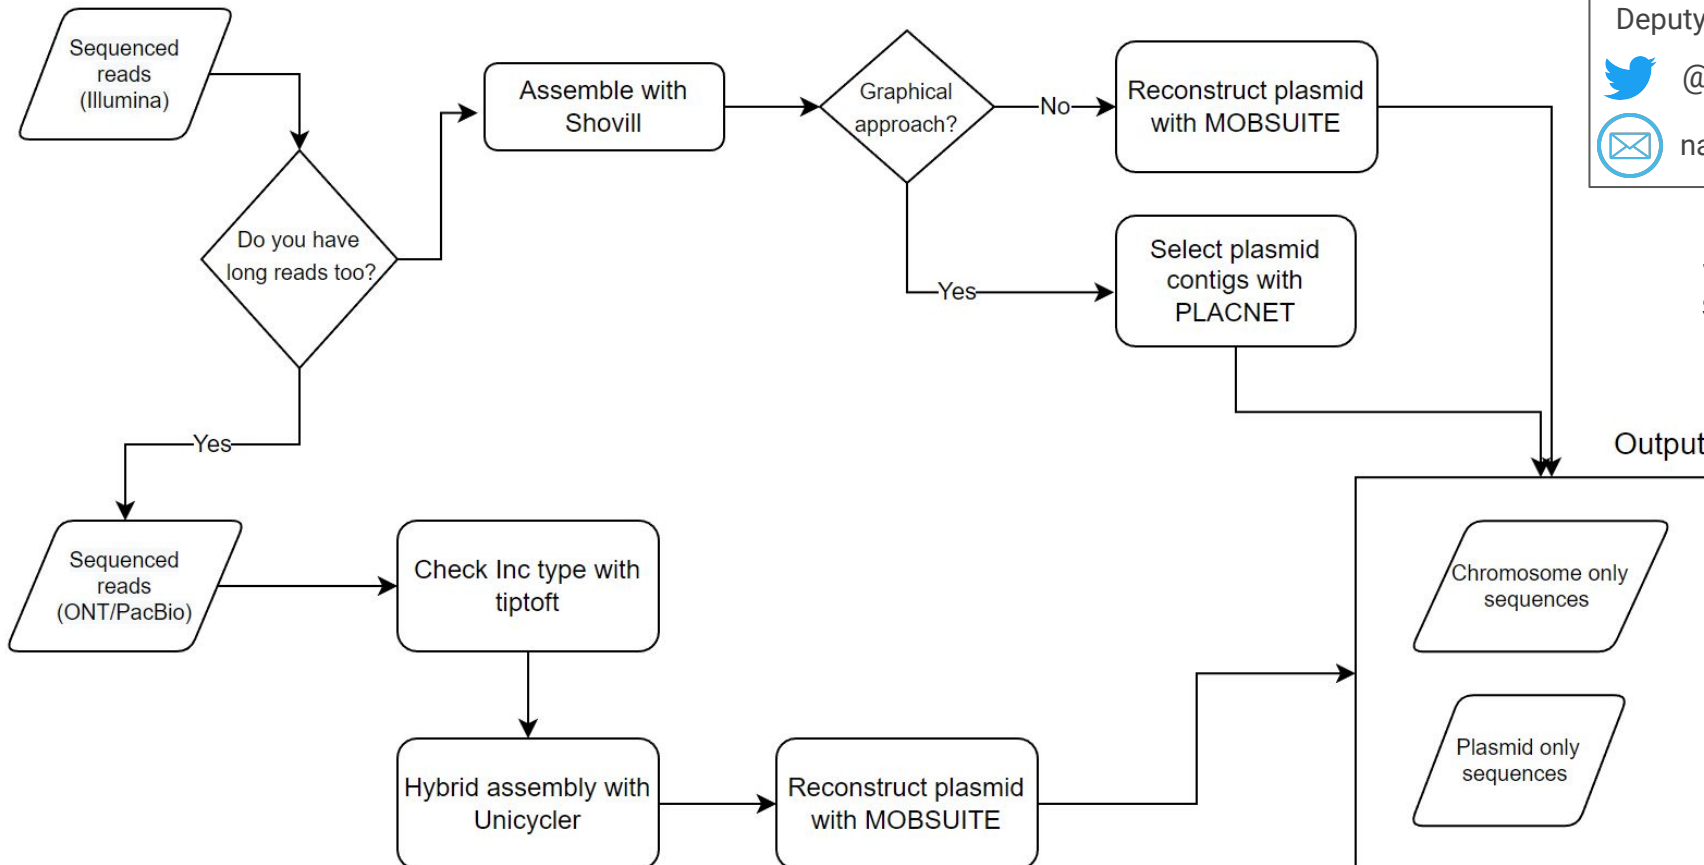 Sequenced
reads
(Illumina)
Do you have
long reads too?
Assemble with
Shovill
Graphical
approach?
No
Reconstruct plasmid
with MOBSUITE
Yes
Select plasmid
contigs with
PLACNET
Yes
Sequenced
reads
(ONT/PacBio)
Check Inc type with
tiptoft
Hybrid assembly with
Unicycler
Reconstruct plasmid
with MOBSUITE
Output
Chromosome only
sequences
Plasmid only
sequences
Deputy
@
na